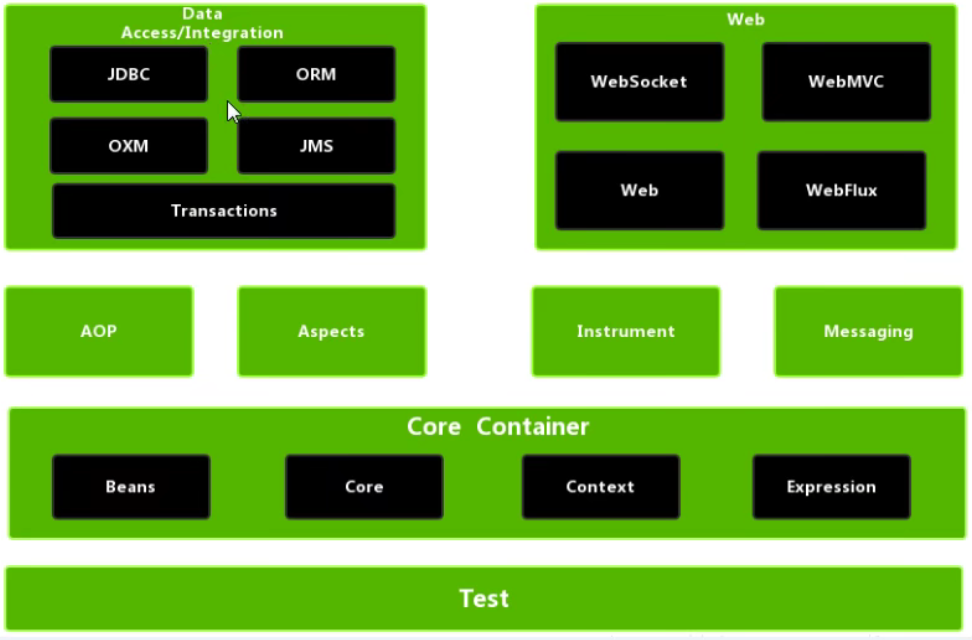 Data
Access/Integration
JDBC
ORM
OXM
JMS
Transactions
Web
WebSocket
WebMVC
Web
WebFlux
AOP
Aspects
Instrument
Messaging
Core Container
Beans
Core
Context
Expression
Test